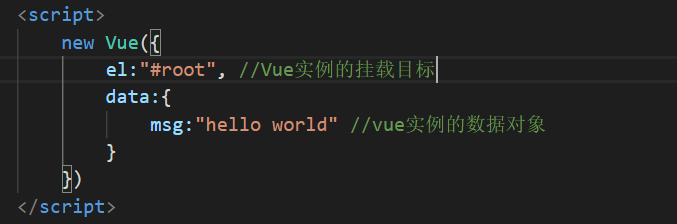 <script>
new Vue({
el:"#root", //Vue实例的挂载目标
data:{
msg:"hello world" //vue实例的数据对象
}
})
</script>